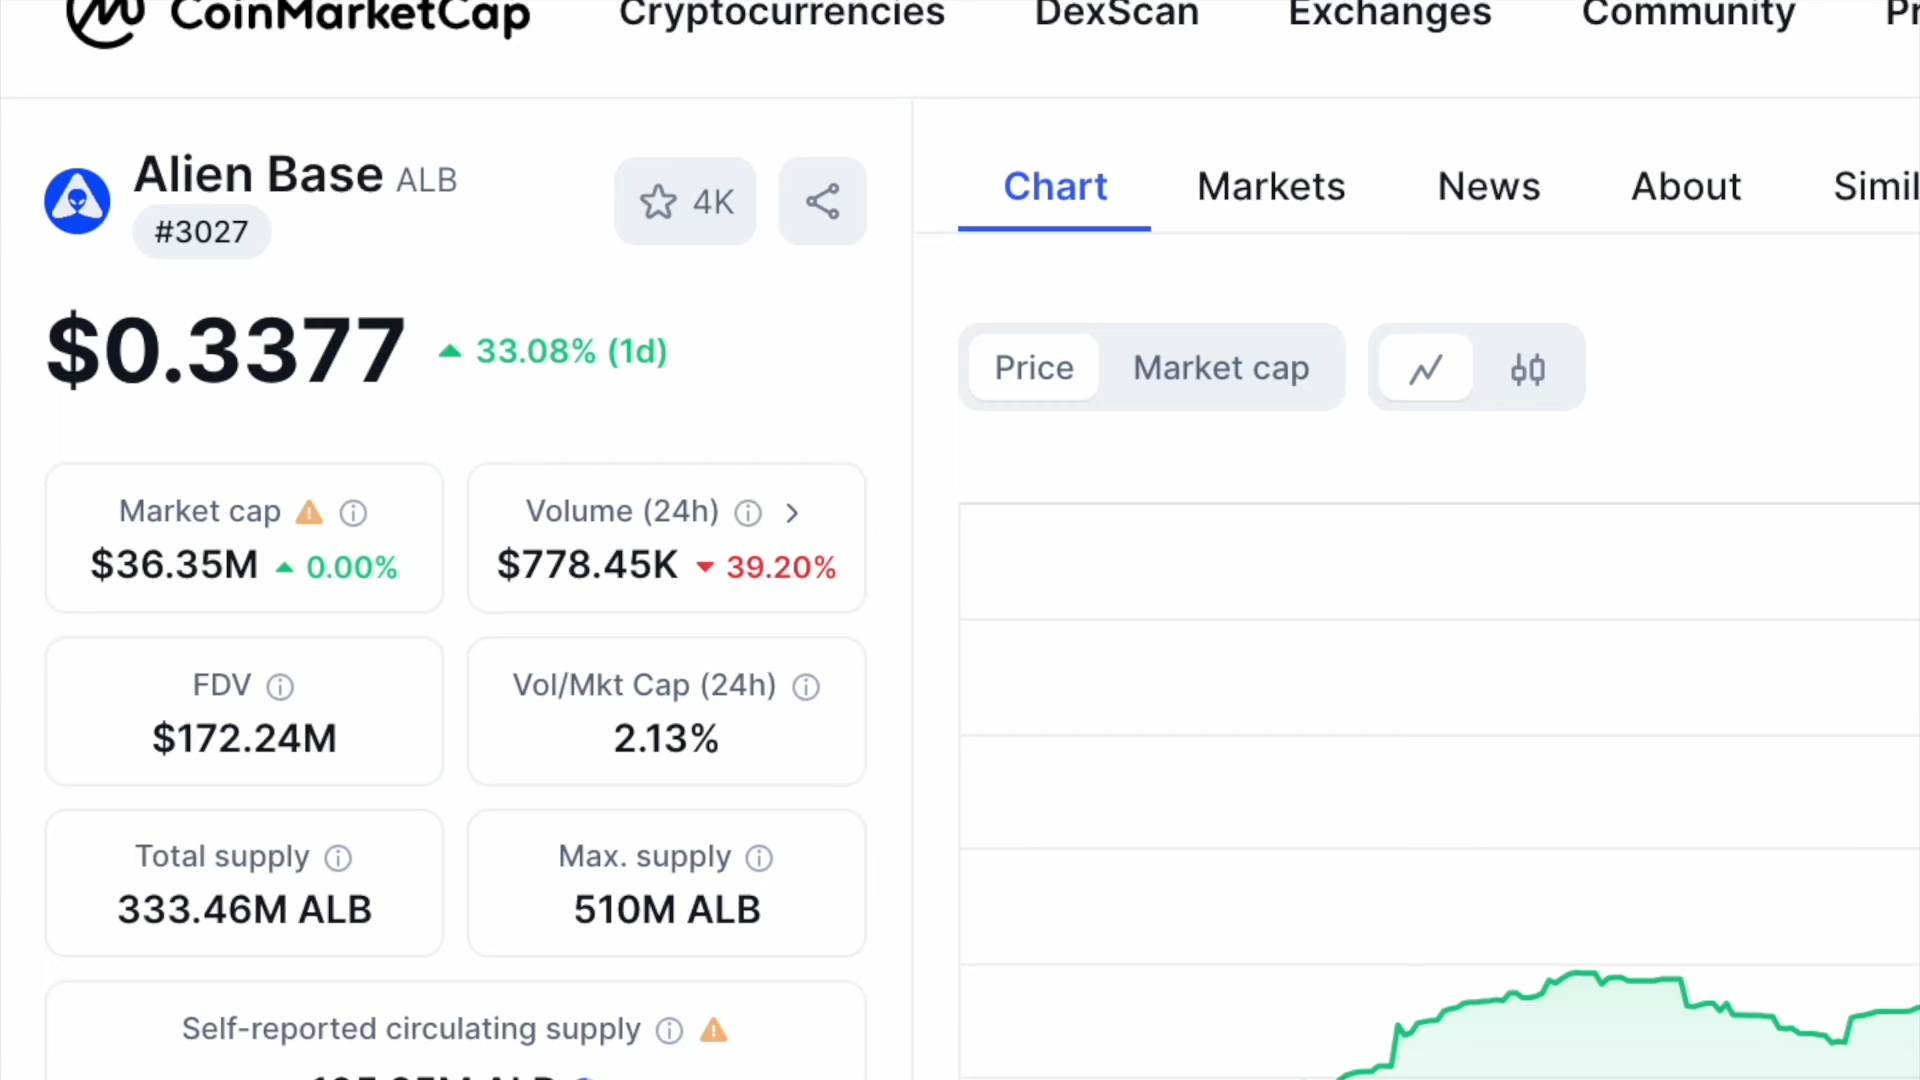 CoinMarketCap Cryptocurrencies DexScan Exchanges Community
Alien Base ALB
#3027
4K
$0.3377 33.08% (1d)
Chart Markets News About Simil
Price Market cap
Market cap
$36.35M 0.00%
Volume (24h)
$778.45K 39.20%
FDV
$172.24M
Vol/Mkt Cap (24h)
2.13%
Total supply
333.46M ALB
Max. supply
510M ALB
Self-reported circulating supply